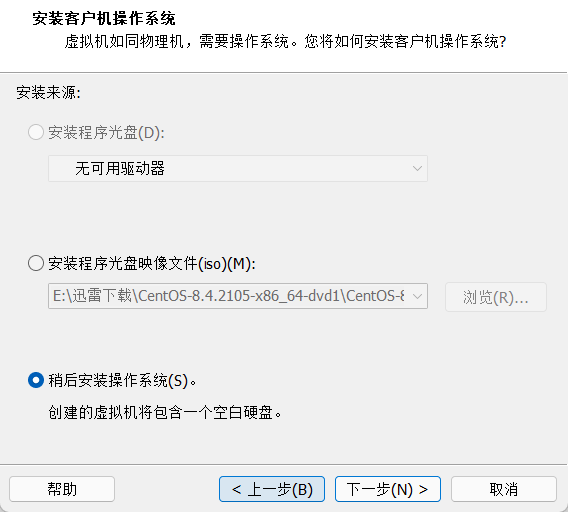 安装客户机操作系统
虚拟机如同物理机，需要操作系统。您将如何安装客户机操作系统?
安装来源:
安装程序光盘(D):
无可用驱动器
安装程序光盘映像文件(iso)(M):
E:\迅雷下载\CentOS-8.4.2105-x86_64-dvd1\CentOS-8
浏览(R)...
稍后安装操作系统(S)。
创建的虚拟机将包含一个空白硬盘。
帮助
< 上一步(B)
下一步(N) >
取消